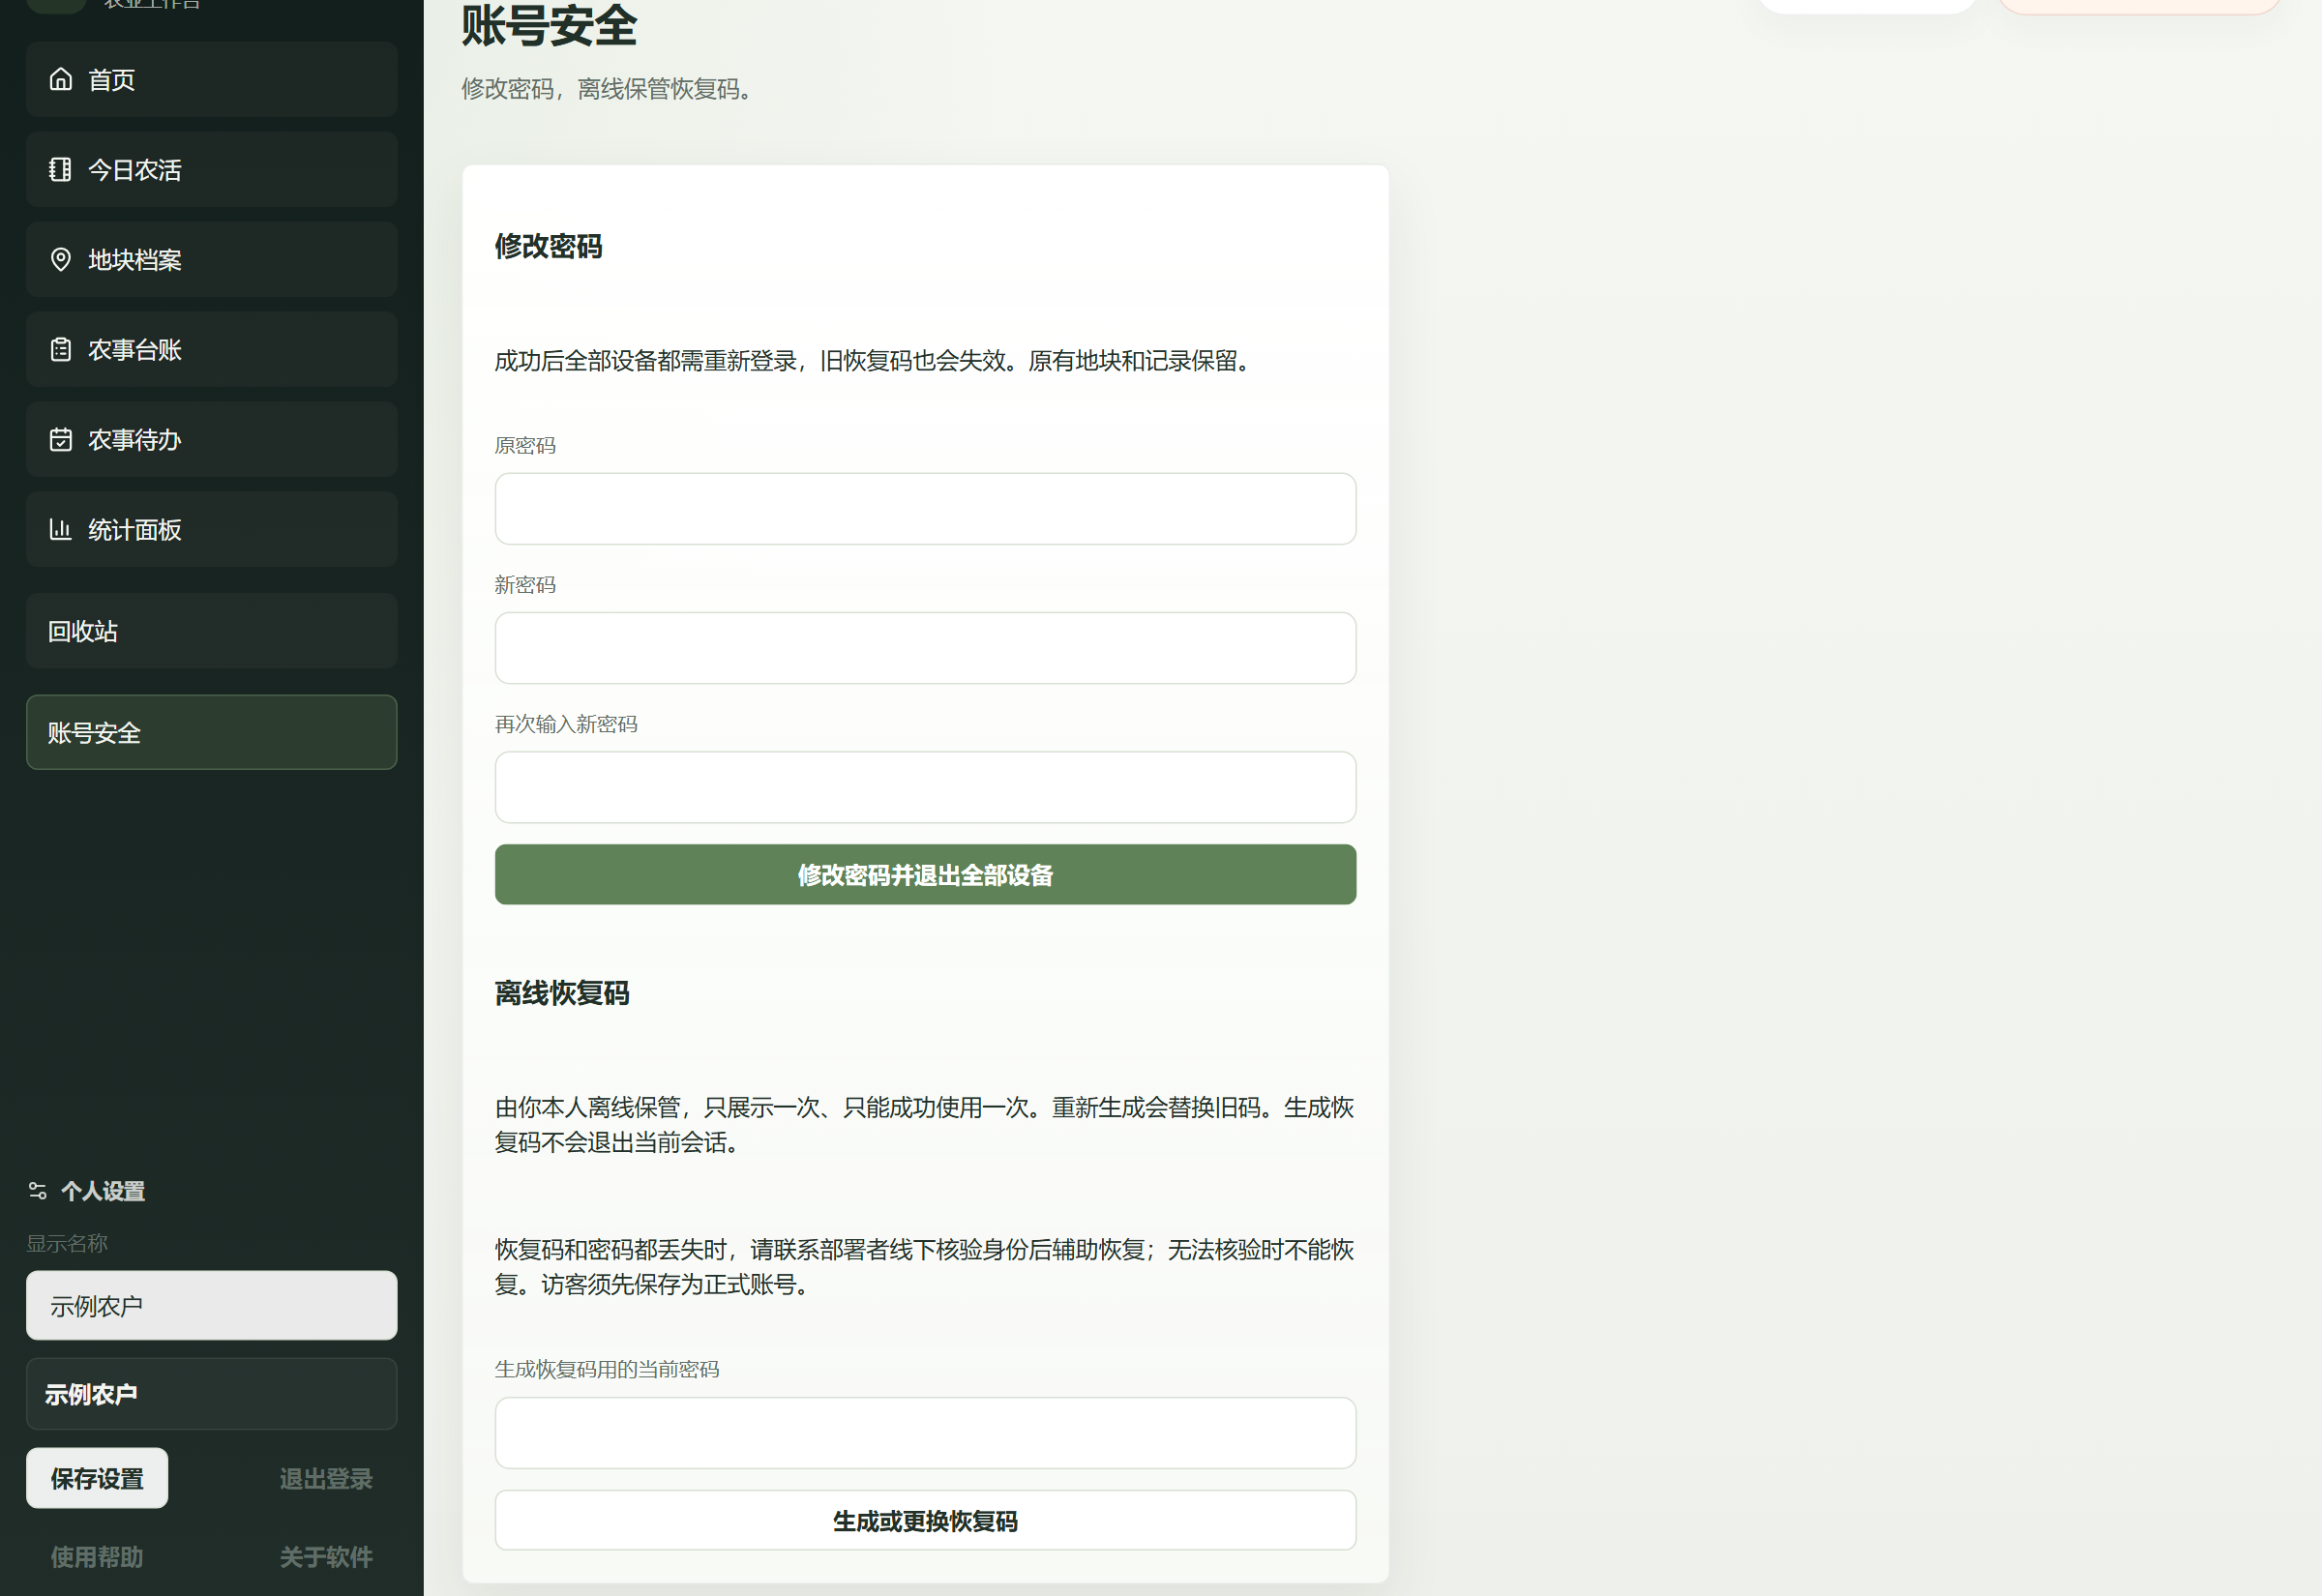 农业工作台
首页
今日农活
地块档案
农事台账
农事待办
统计面板
回收站
账号安全
个人设置
显示名称
示例农户
示例农户
保存设置
退出登录
使用帮助
关于软件
账号安全
修改密码，离线保管恢复码。
修改密码
成功后全部设备都需重新登录，旧恢复码也会失效。原有地块和记录保留。
原密码
新密码
再次输入新密码
修改密码并退出全部设备
离线恢复码
由你本人离线保管，只展示一次、只能成功使用一次。重新生成会替换旧码。生成恢
复码不会退出当前会话。
恢复码和密码都丢失时，请联系部署者线下核验身份后辅助恢复；无法核验时不能恢
复。访客须先保存为正式账号。
生成恢复码用的当前密码
生成或更换恢复码